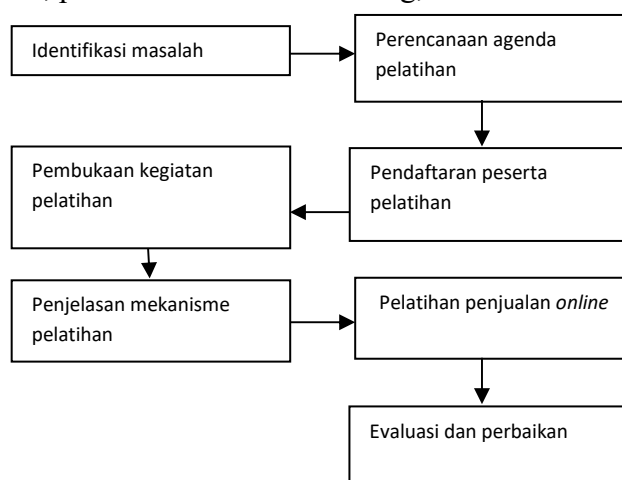 Identifikasi masalah
Perencanaan agenda
pelatihan
Pendaftaran peserta
pelatihan
Pembukaan kegiatan
pelatihan
Penjelasan mekanisme
pelatihan
Pelatihan penjualan online
Evaluasi dan perbaikan